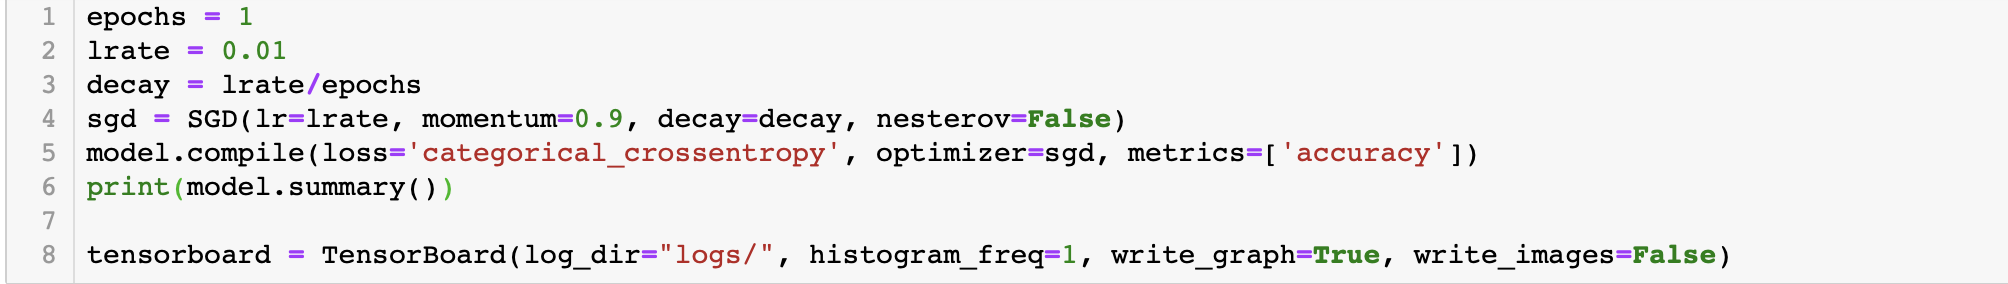 1 epochs = 1
2 lrate = 0.01
3 decay = lrate/epochs
4 sgd = SGD(lr=lrate, momentum=0.9, decay=decay, nesterov=False)
5 model.compile(loss='categorical_crossentropy', optimizer=sgd, metrics=['accuracy'])
6 print(model.summary())
7
8 tensorboard = TensorBoard(log_dir="logs/", histogram_freq=1, write_graph=True, write_images=False)